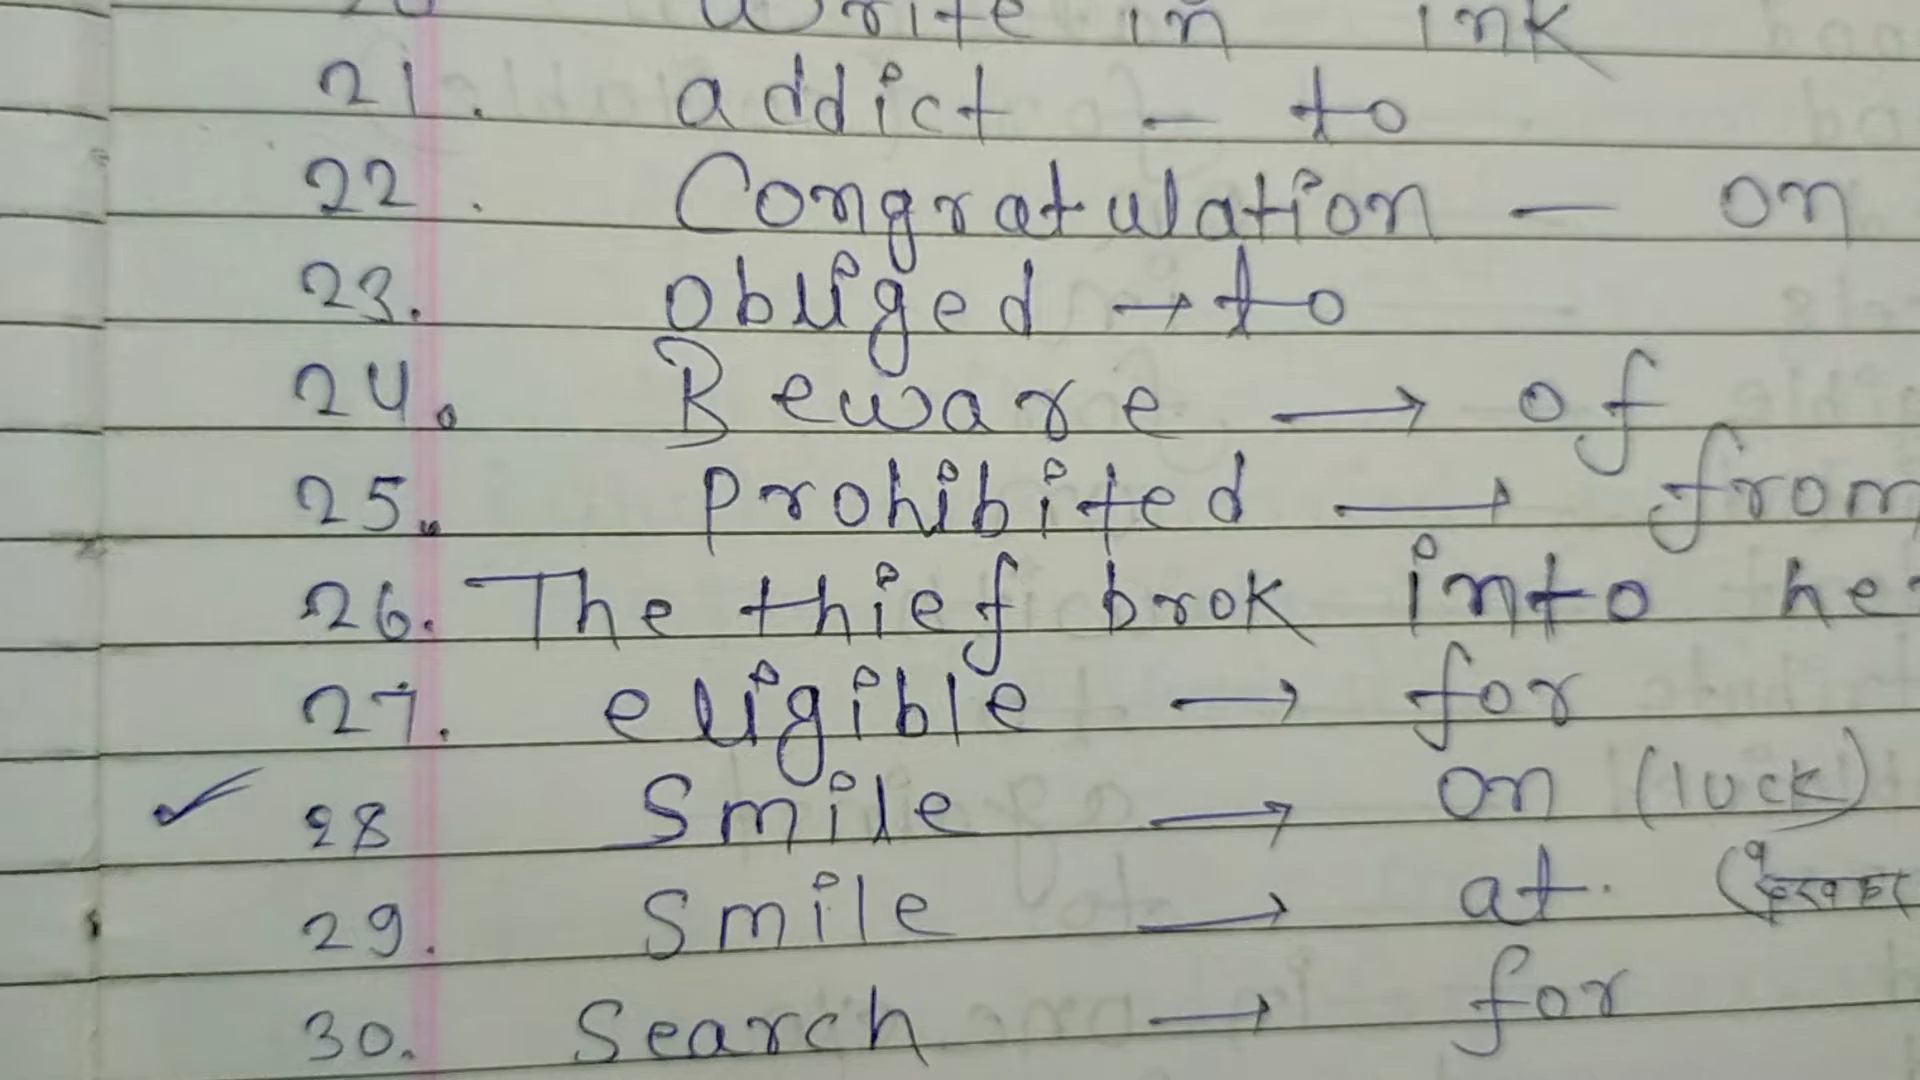 write in ink
21. addict - to
22. Congratulation - on
23. obliged → to
24. Beware → of
25. prohibited → from
26. The thief brok into
27. eligible → for
✓ 28 Smile → on (luck)
29. Smile → at. (देखकर
30. Search → for